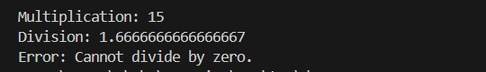 Multiplication: 15
Division: 1.6666666666666667
Error: Cannot divide by zero.